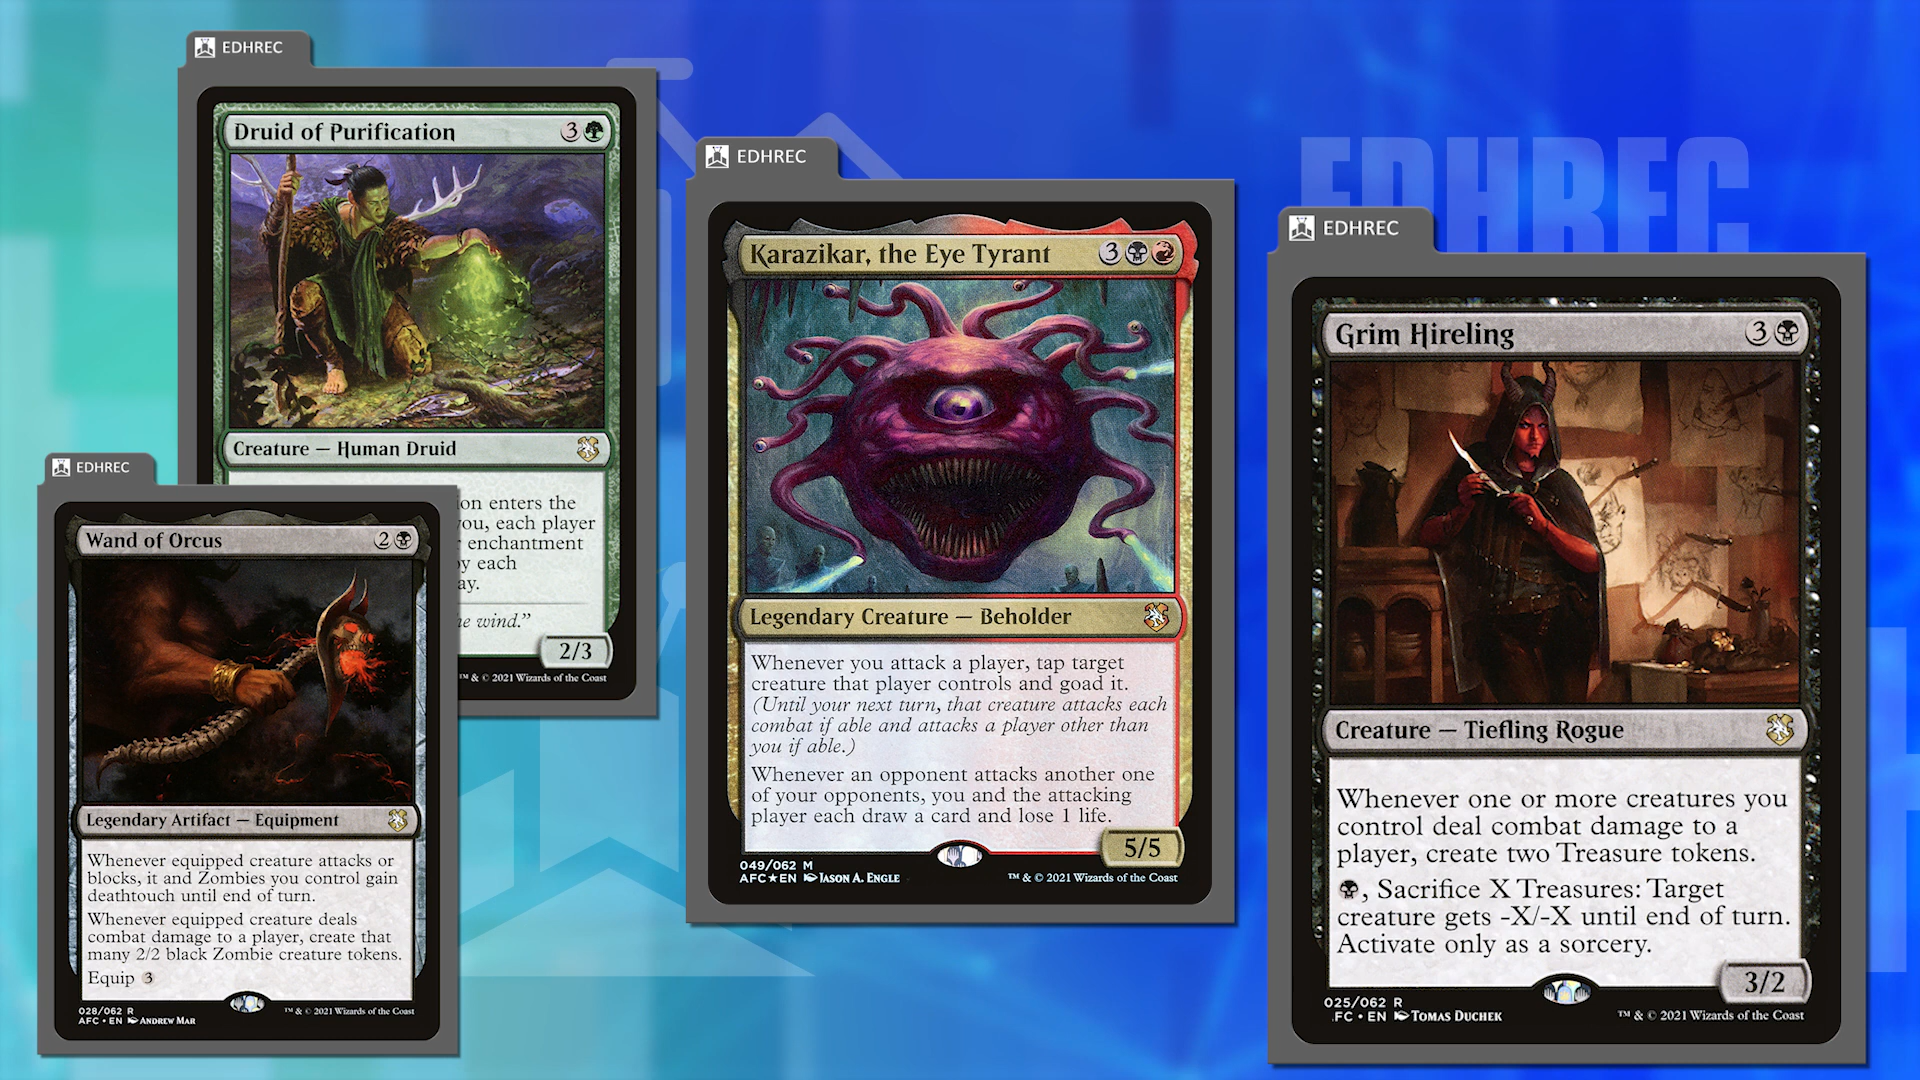 EDHREC
Druid of Purification 3
Creature — Human Druid
ion enters the
you, each player
enchantment
by each
ay.
he wind.”
2/3
™ & © 2021 Wizards of the Coast
EDHREC
Wand of Orcus 2
Legendary Artifact — Equipment
Whenever equipped creature attacks or
blocks, it and Zombies you control gain
deathtouch until end of turn.
Whenever equipped creature deals
combat damage to a player, create that
many 2/2 black Zombie creature tokens.
Equip 3
028/062 R
AFC • EN Andrew Mar
™ & © 2021 Wizards of the Coast
EDHREC
Karazikar, the Eye Tyrant 3
Legendary Creature — Beholder
Whenever you attack a player, tap target
creature that player controls and goad it.
(Until your next turn, that creature attacks each
combat if able and attacks a player other than
you if able.)
Whenever an opponent attacks another one
of your opponents, you and the attacking
player each draw a card and lose 1 life.
5/5
049/062 M
AFC★EN Jason A. Engle
™ & © 2021 Wizards of the Coast
EDHREC
EDHREC
Grim Hireling 3
Creature — Tiefling Rogue
Whenever one or more creatures you
control deal combat damage to a
player, create two Treasure tokens.
, Sacrifice X Treasures: Target
creature gets -X/-X until end of turn.
Activate only as a sorcery.
3/2
025/062 R
FC • EN Tomas Duchek
™ & © 2021 Wizards of the Coast